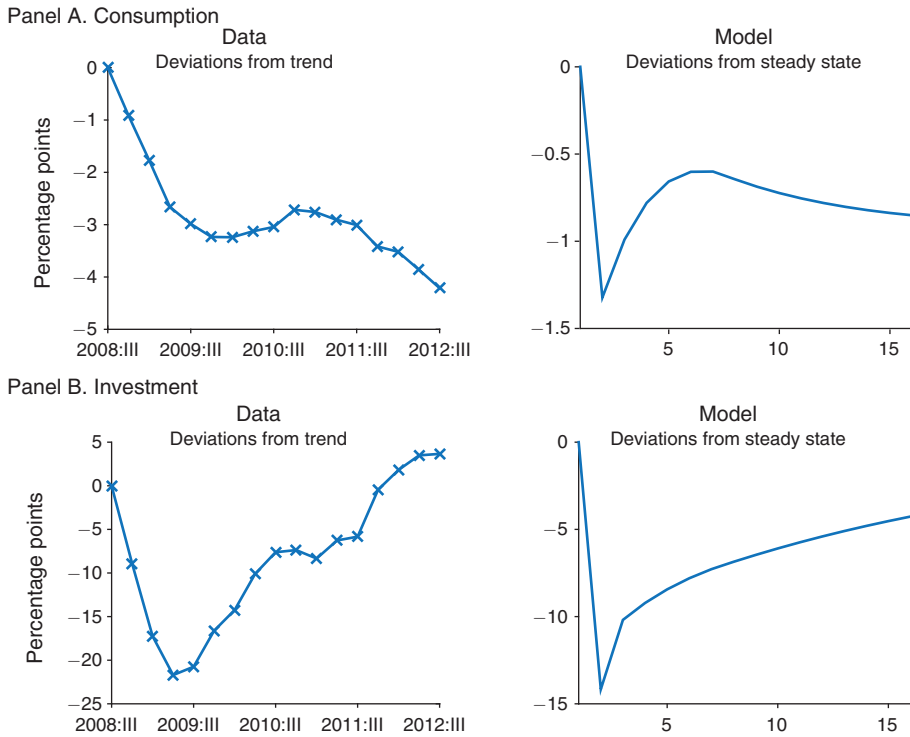 Panel A. Consumption
Data
Deviations from trend
Percentage points
0
−1
−2
−3
−4
−5
2008:III 2009:III 2010:III 2011:III 2012:III
Model
Deviations from steady state
0
−0.5
−1
−1.5
5 10 15
Panel B. Investment
Data
Deviations from trend
Percentage points
5
0
−5
−10
−15
−20
−25
2008:III 2009:III 2010:III 2011:III 2012:III
Model
Deviations from steady state
0
−5
−10
−15
5 10 15